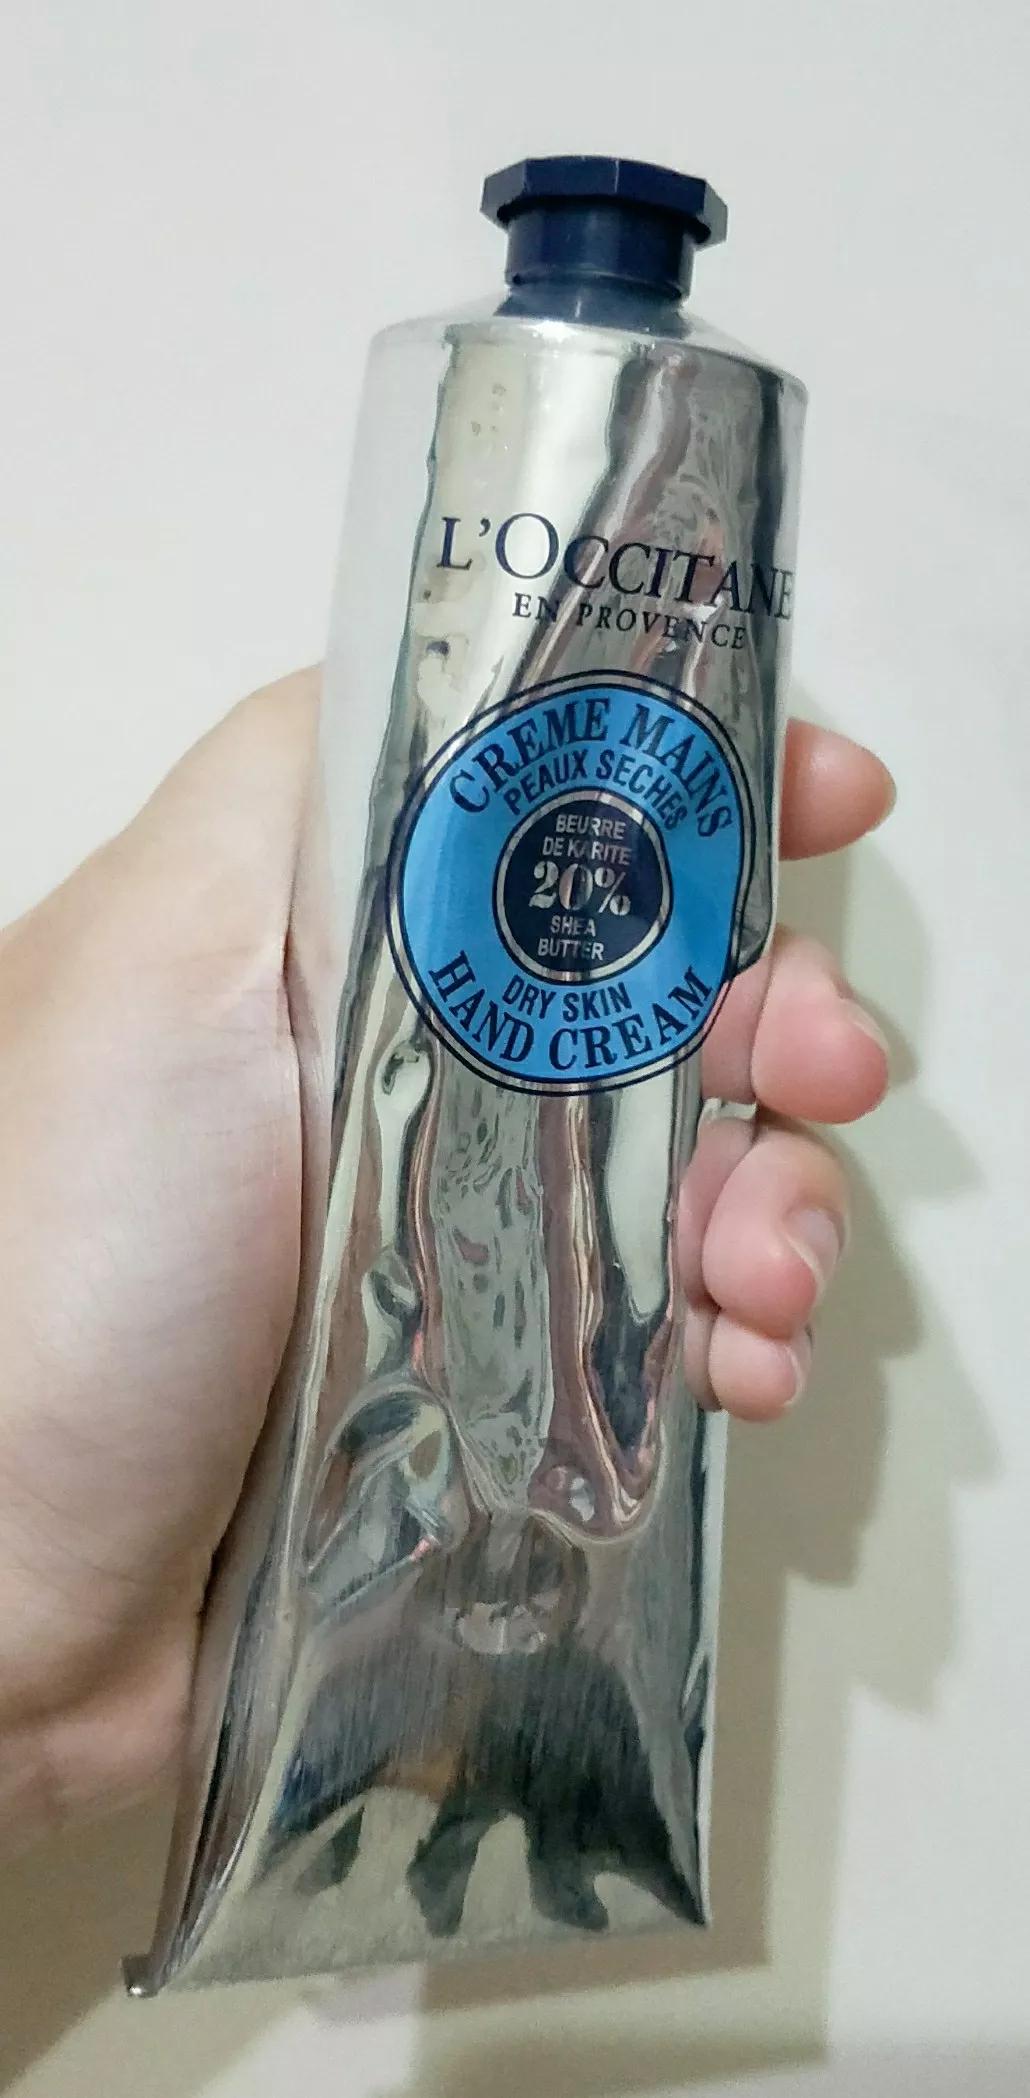 L'OCCITANE
EN PROVENCE
CREME MAINS
PEAUX SECHES
BEURRE
DE KARITE
20%
SHEA
BUTTER
DRY SKIN
HAND CREAM